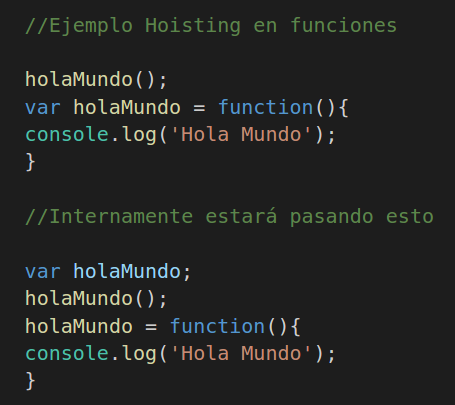 //Ejemplo Hoisting en funciones
holaMundo();
var holaMundo = function(){
console.log('Hola Mundo');
}
//Internamente estará pasando esto
var holaMundo;
holaMundo();
holaMundo = function(){
console.log('Hola Mundo');
}